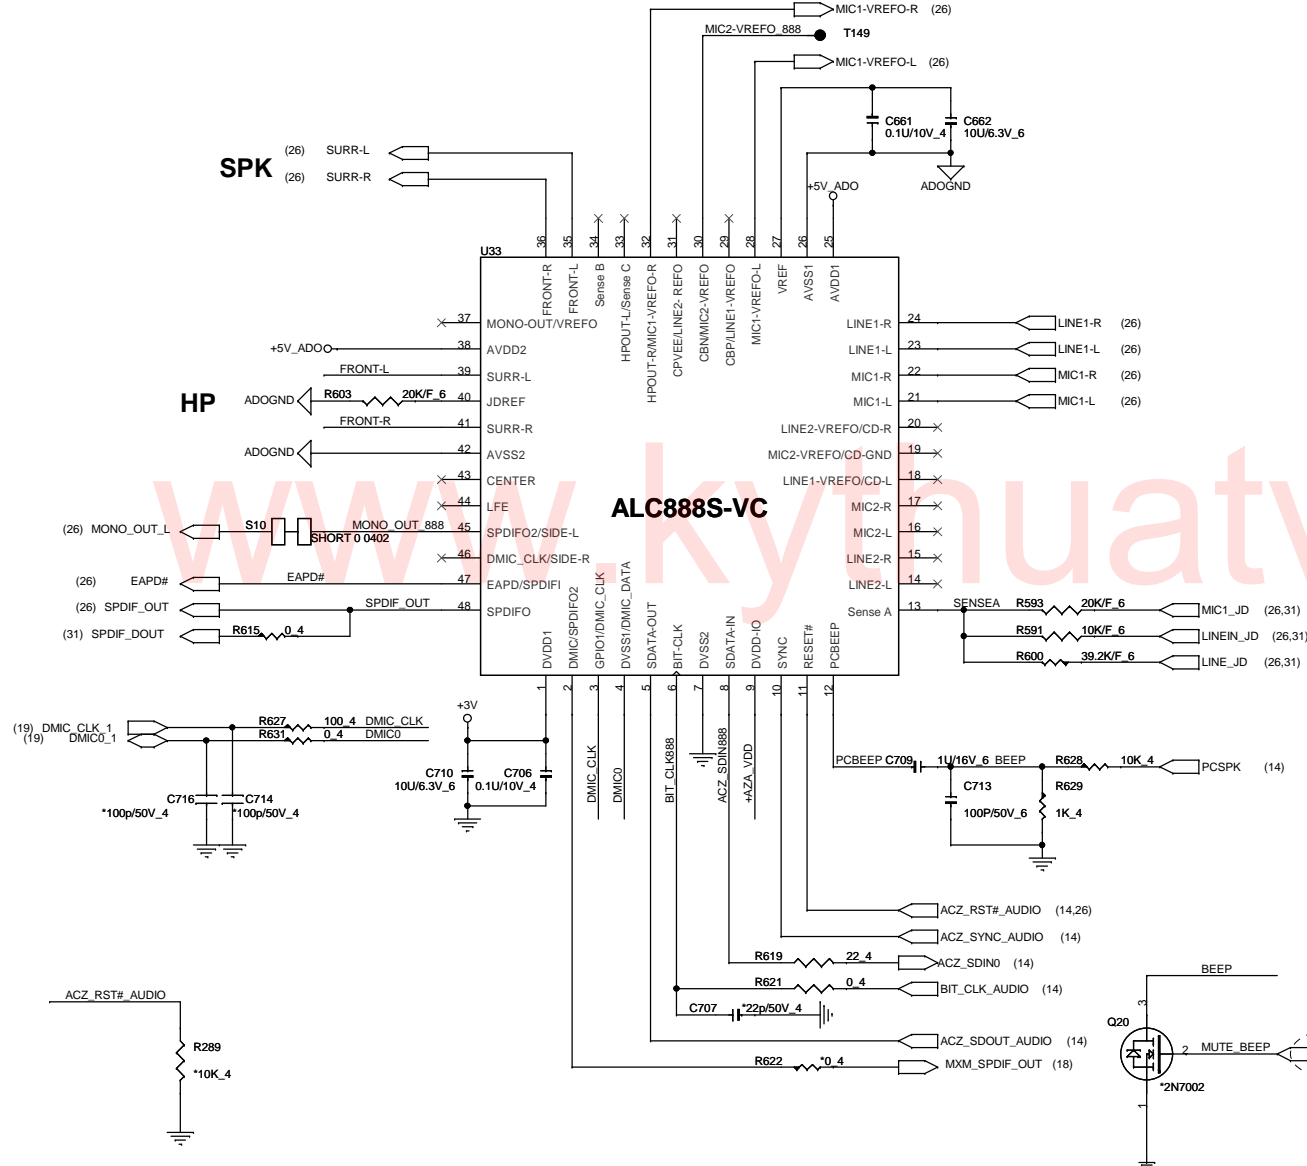 MIC1-VREFO-R (26)
MIC2-VREFO_888 T149
MIC1-VREFO-L (26)
C661
0.1U/10V_4
C662
10U/6.3V_6
ADOGND
+5V_ADO
SPK
(26) SURR-L
(26) SURR-R
36 35 34 33 32 31 30 29 28 27 26 25
U33
FRONT-R
FRONT-L
Sense B
HPOUT-L/Sense C
HPOUT-R/MIC1-VREFO-R
CPVEE/LINE2- REFO
CBN/MIC2-VREFO
CBP/LINE1-VREFO
MIC1-VREFO-L
VREF
AVSS1
AVDD1
37 MONO-OUT/VREFO
+5V_ADO 38 AVDD2
FRONT-L 39 SURR-L
HP
ADOGND R603 20K/F_6 40 JDREF
FRONT-R 41 SURR-R
ADOGND 42 AVSS2
43 CENTER
44 LFE
(26) MONO_OUT_L S10 SHORT 0 0402 MONO_OUT_888 45 SPDIFO2/SIDE-L
46 DMIC_CLK/SIDE-R
(26) EAPD# EAPD# 47 EAPD/SPDIFI
(26) SPDIF_OUT SPDIF_OUT 48 SPDIFO
(31) SPDIF_DOUT R615 0_4
ALC888S-VC
www.kythuatv
LINE1-R 24 LINE1-R (26)
LINE1-L 23 LINE1-L (26)
MIC1-R 22 MIC1-R (26)
MIC1-L 21 MIC1-L (26)
LINE2-VREFO/CD-R 20
MIC2-VREFO/CD-GND 19
LINE1-VREFO/CD-L 18
MIC2-R 17
MIC2-L 16
LINE2-R 15
LINE2-L 14
Sense A 13 SENSEA R593 20K/F_6 MIC1_JD (26,31)
R591 10K/F_6 LINEIN_JD (26,31)
R600 39.2K/F_6 LINE_JD (26,31)
DVDD1
DMIC/SPDIFO2
GPIO1/DMIC_CLK
DVSS1/DMIC_DATA
SDATA-OUT
BIT-CLK
DVSS2
SDATA-IN
DVDD-IO
SYNC
RESET#
PCBEEP
1 2 3 4 5 6 7 8 9 10 11 12
(19) DMIC_CLK_1 R627 100_4 DMIC_CLK
(19) DMIC0_1 R631 0_4 DMIC0
C716
*100p/50V_4
C714
*100p/50V_4
+3V
C710
10U/6.3V_6
C706
0.1U/10V_4
DMIC_CLK
DMIC0
BIT_CLK888
ACZ_SDIN888
+AZA_VDD
PCBEEP C709 1U/16V_6 BEEP R628 10K_4 PCSPK (14)
C713
100P/50V_6
R629
1K_4
ACZ_RST#_AUDIO (14,26)
ACZ_SYNC_AUDIO (14)
R619 22_4 ACZ_SDIN0 (14)
R621 0_4 BIT_CLK_AUDIO (14)
C707 *22p/50V_4
ACZ_SDOUT_AUDIO (14)
R622 *0_4 MXM_SPDIF_OUT (18)
ACZ_RST#_AUDIO
R289
*10K_4
BEEP
3
Q20
2 MUTE_BEEP
*2N7002
1